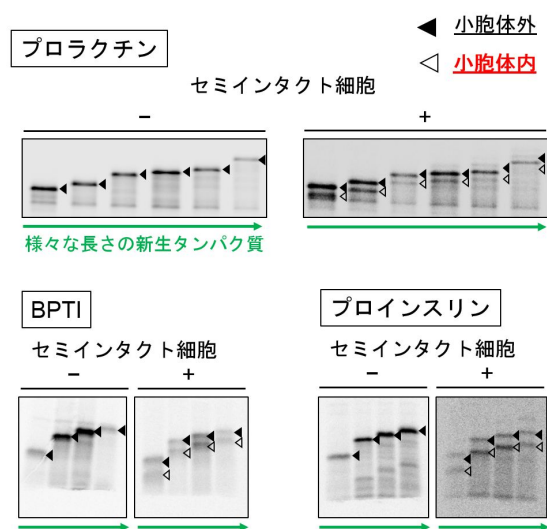 ◀ 小胞体外
プロラクチン
◁ 小胞体内
セミインタクト細胞
− +
様々な長さの新生タンパク質
BPTI プロインスリン
セミインタクト細胞 セミインタクト細胞
− + − +